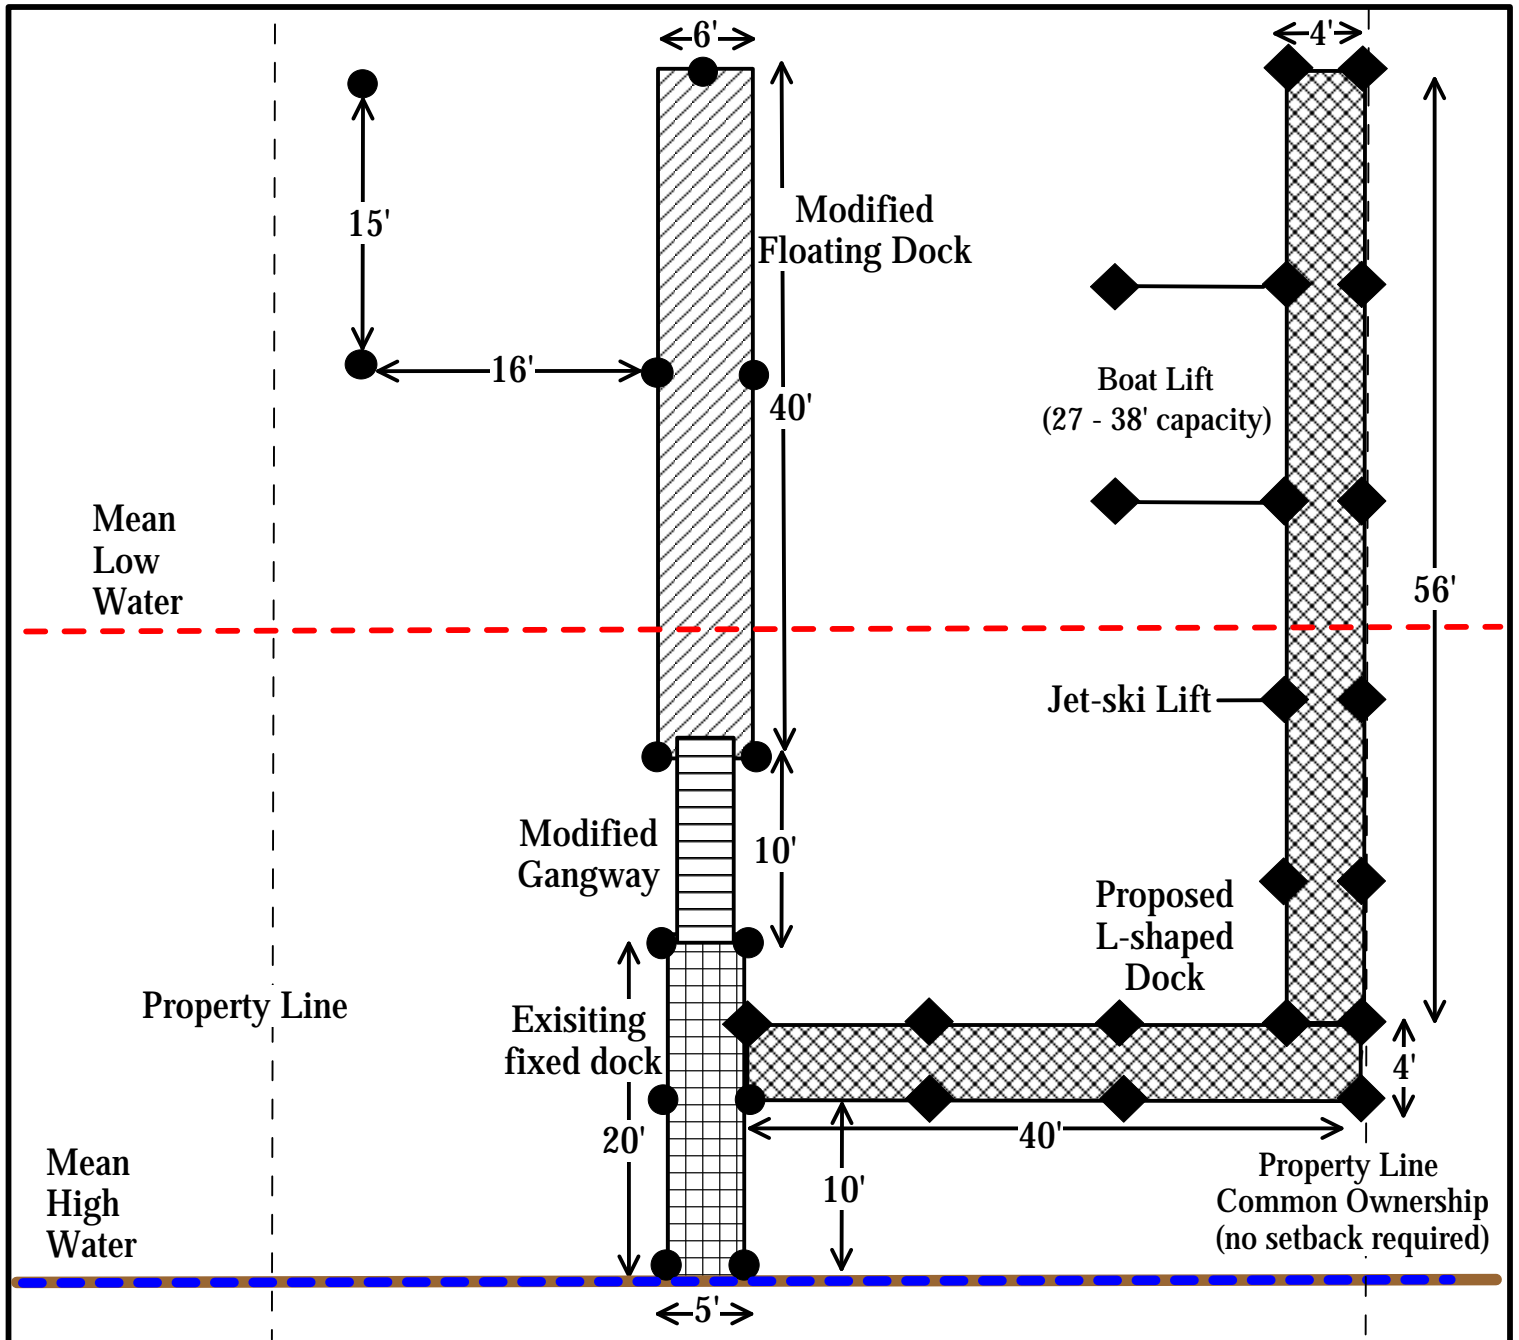 6'
4'
15'
Modified
Floating Dock
16'
Boat Lift
(27 - 38' capacity)
40'
Mean
Low
Water
56'
Jet-ski Lift
Modified
Gangway
10'
Proposed
L-shaped
Dock
Property Line
Exisiting
fixed dock
4'
20'
40'
Mean
High
Water
10'
Property Line
Common Ownership
(no setback required)
5'